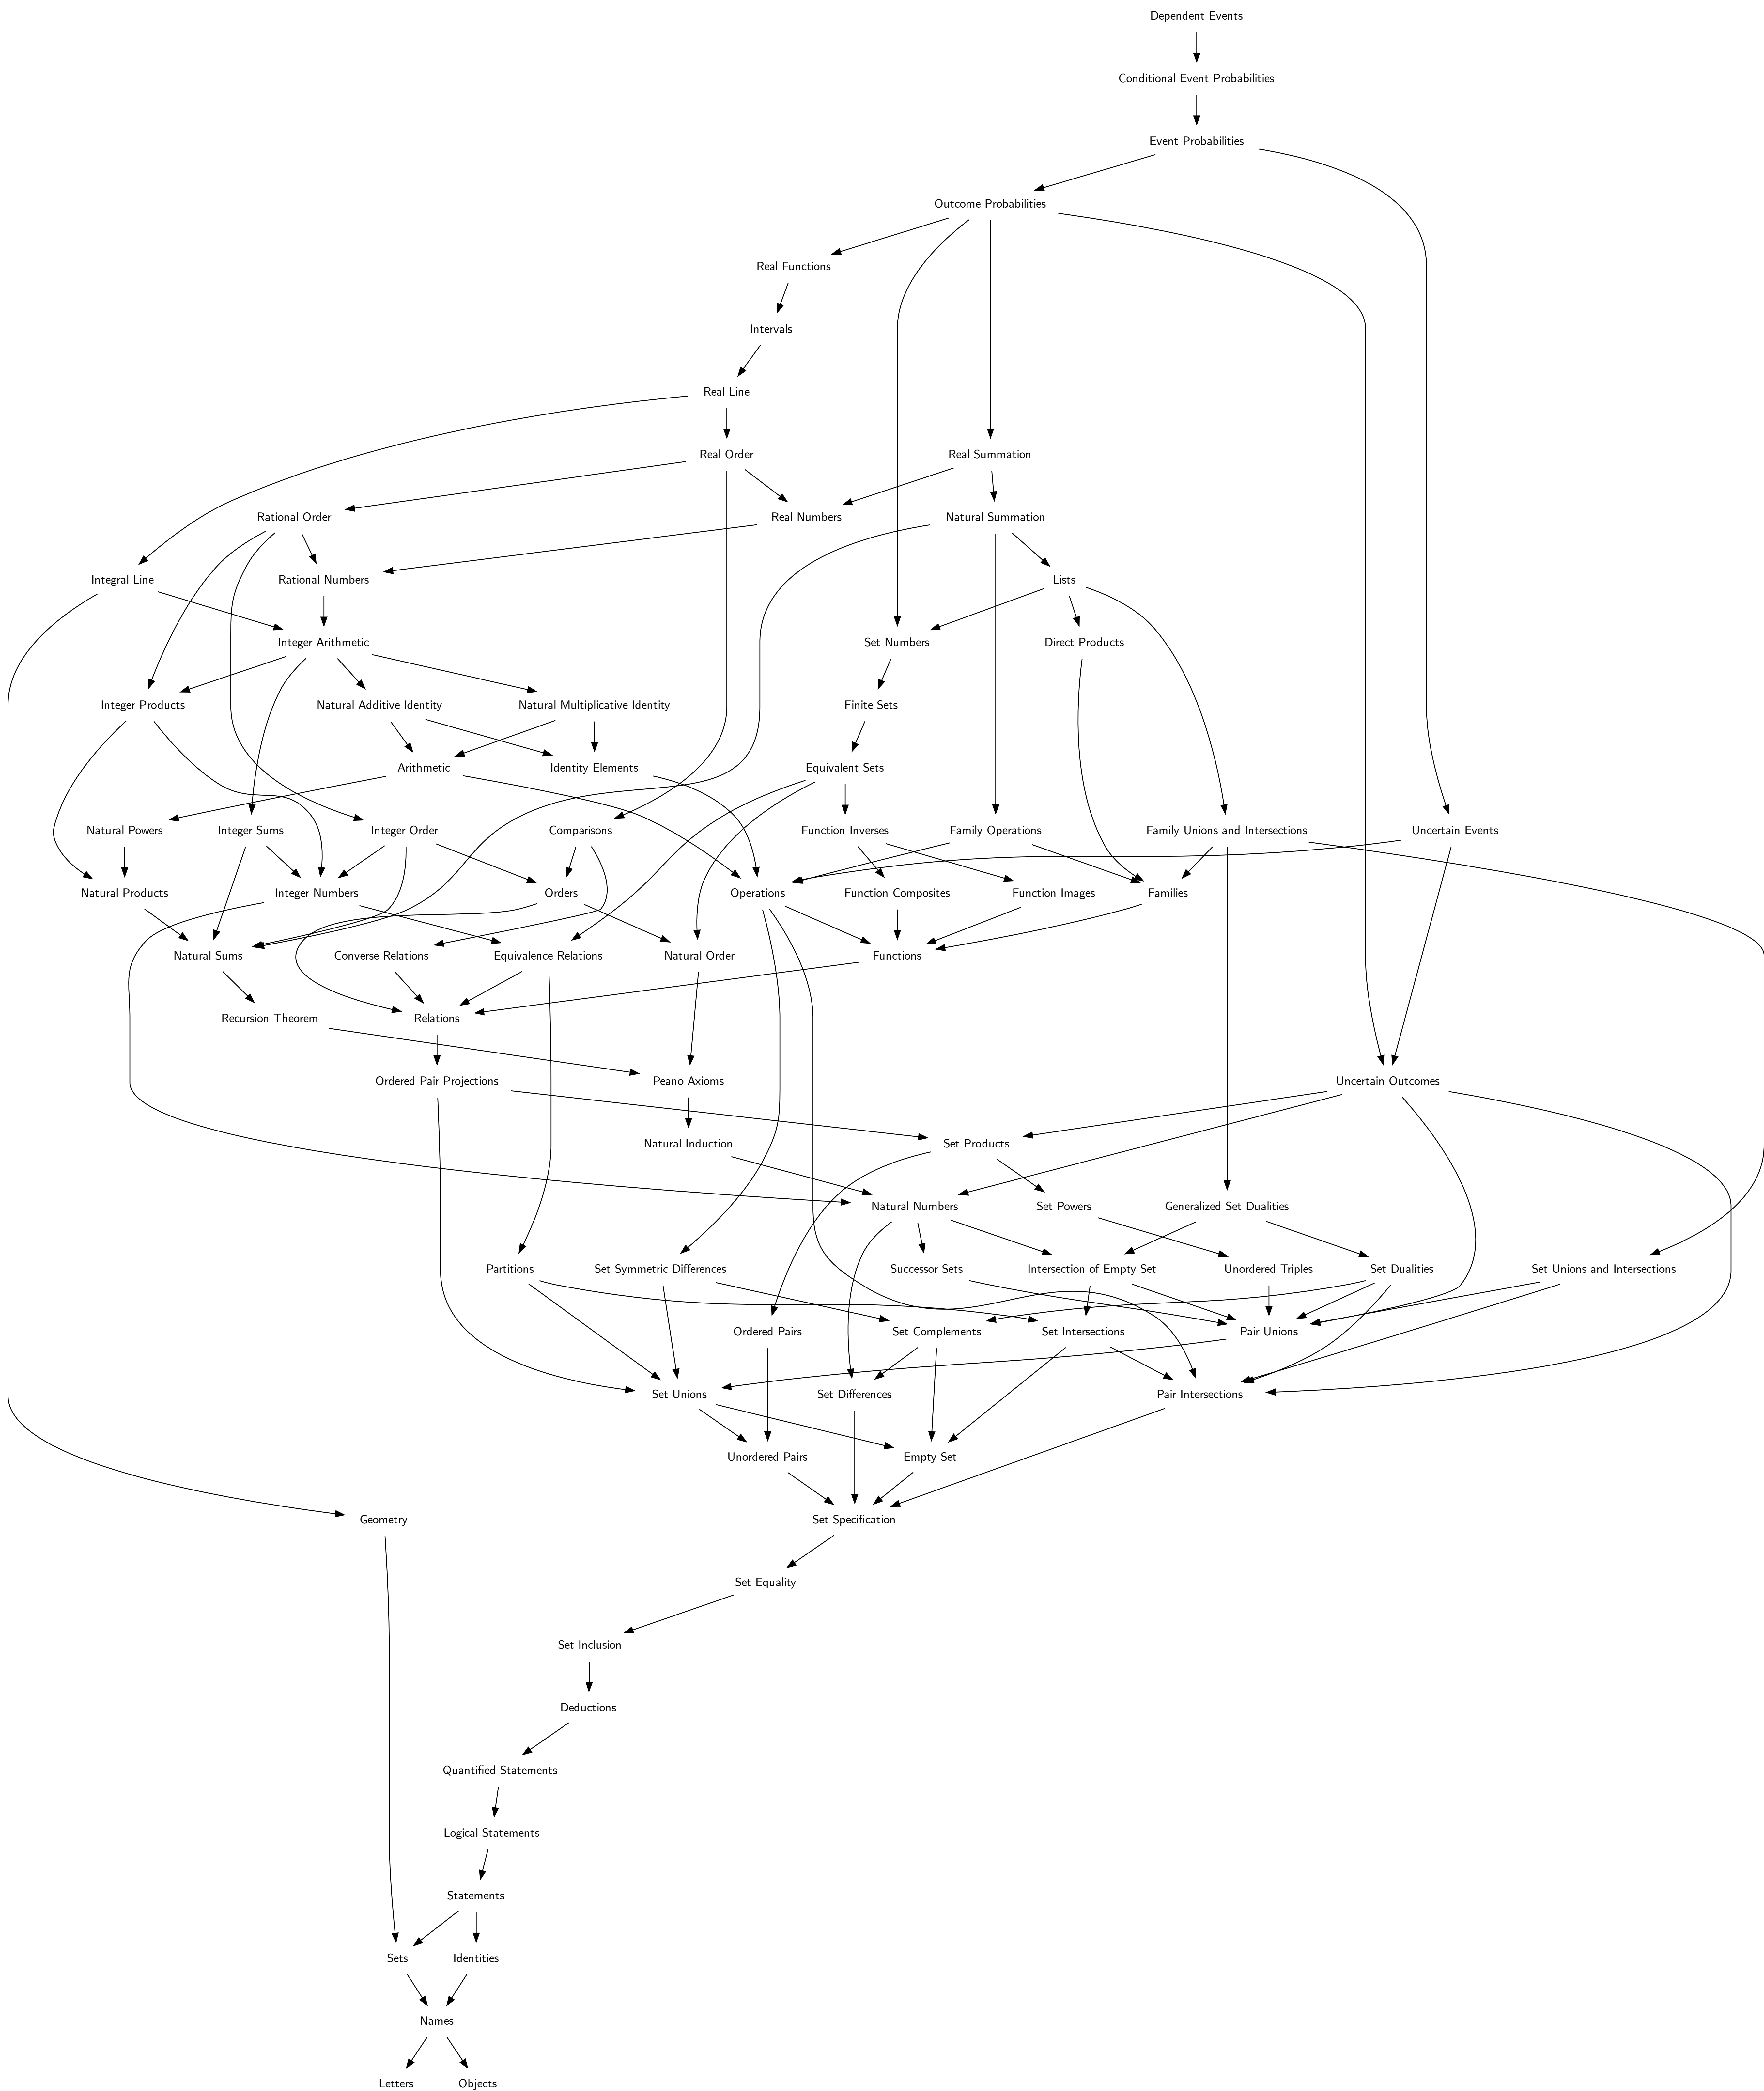 Dependent Events
Conditional Event Probabilities
Event Probabilities
Outcome Probabilities
Real Functions
Intervals
Real Line
Real Order
Real Summation
Rational Order
Real Numbers
Natural Summation
Integral Line
Rational Numbers
Lists
Integer Arithmetic
Set Numbers
Direct Products
Integer Products
Natural Additive Identity
Natural Multiplicative Identity
Finite Sets
Arithmetic
Identity Elements
Equivalent Sets
Natural Powers
Integer Sums
Integer Order
Comparisons
Function Inverses
Family Operations
Family Unions and Intersections
Uncertain Events
Natural Products
Integer Numbers
Orders
Operations
Function Composites
Function Images
Families
Natural Sums
Converse Relations
Equivalence Relations
Natural Order
Functions
Recursion Theorem
Relations
Ordered Pair Projections
Peano Axioms
Uncertain Outcomes
Natural Induction
Set Products
Natural Numbers
Set Powers
Generalized Set Dualities
Partitions
Set Symmetric Differences
Successor Sets
Intersection of Empty Set
Unordered Triples
Set Dualities
Set Unions and Intersections
Ordered Pairs
Set Complements
Set Intersections
Pair Unions
Set Unions
Set Differences
Pair Intersections
Unordered Pairs
Empty Set
Geometry
Set Specification
Set Equality
Set Inclusion
Deductions
Quantified Statements
Logical Statements
Statements
Sets
Identities
Names
Letters
Objects